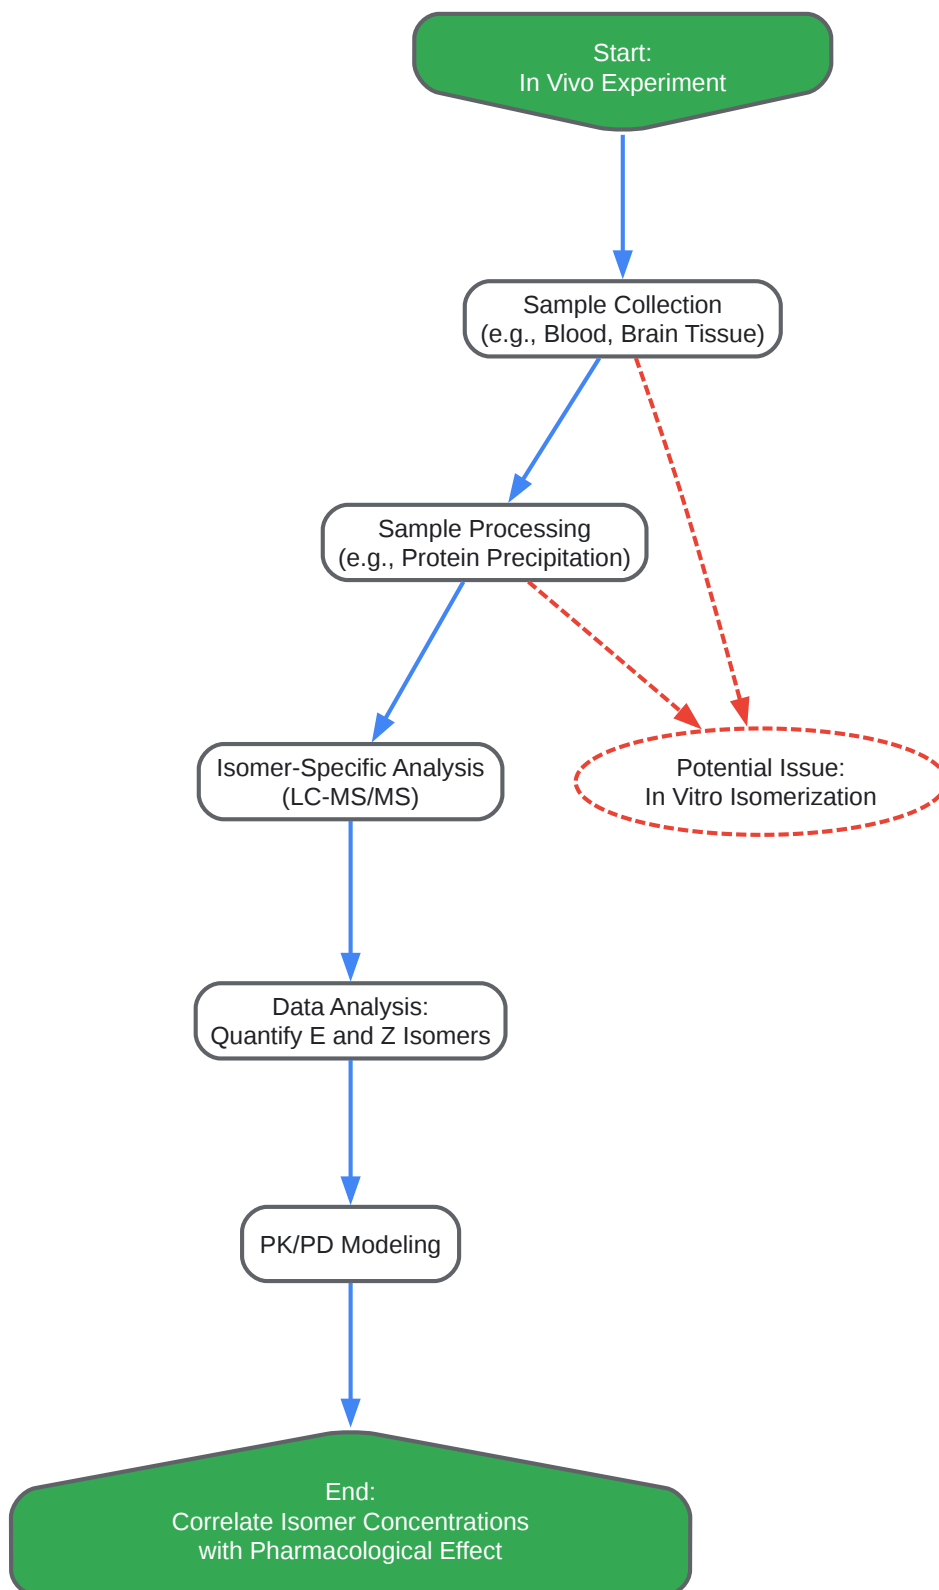 Start:
In Vivo Experiment
Sample Collection
(e.g., Blood, Brain Tissue)
Sample Processing
(e.g., Protein Precipitation)
Isomer-Specific Analysis
(LC-MS/MS)
Potential Issue:
In Vitro Isomerization
Data Analysis:
Quantify E and Z Isomers
PK/PD Modeling
End:
Correlate Isomer Concentrations
with Pharmacological Effect